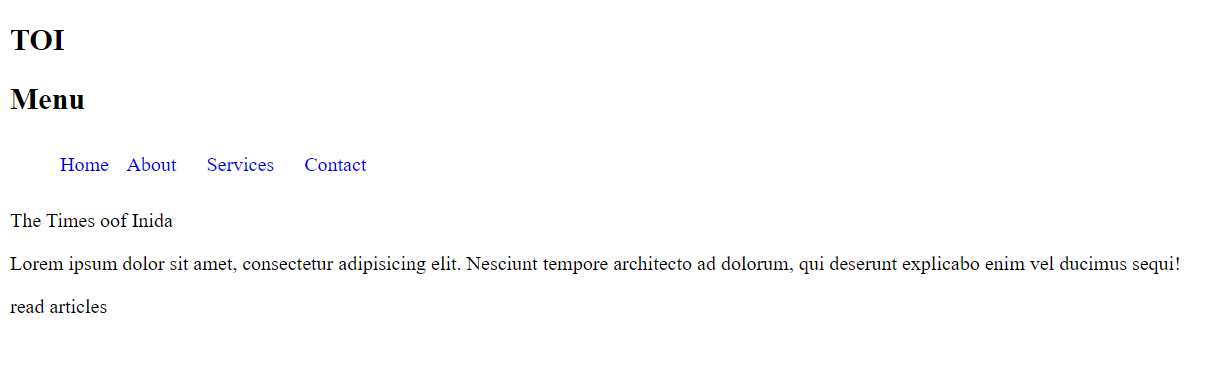 TOI
Menu
Home About Services Contact
The Times oof Inida
Lorem ipsum dolor sit amet, consectetur adipisicing elit. Nesciunt tempore architecto ad dolorum, qui deserunt explicabo enim vel ducimus sequi!
read articles